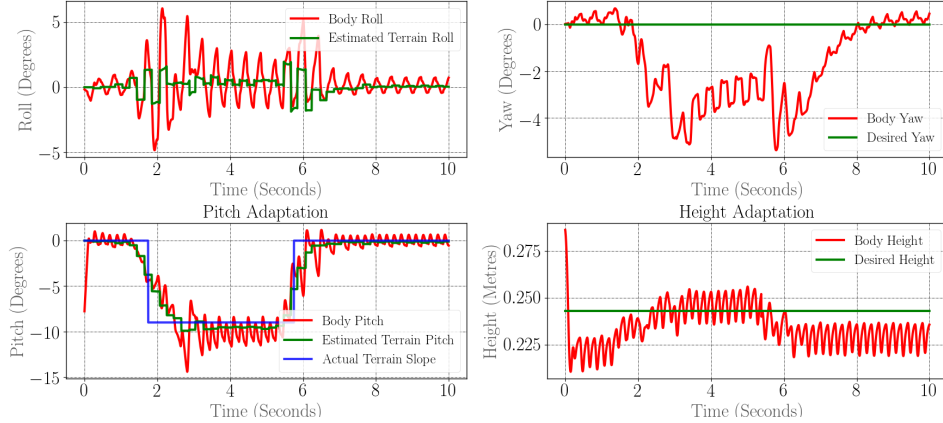 5
0
−5
Roll (Degrees)
Body Roll
Estimated Terrain Roll
0 2 4 6 8 10
Time (Seconds)
0
−2
−4
Yaw (Degrees)
Body Yaw
Desired Yaw
0 2 4 6 8 10
Time (Seconds)
Pitch Adaptation
0
−5
−10
−15
Pitch (Degrees)
Body Pitch
Estimated Terrain Pitch
Actual Terrain Slope
0 2 4 6 8 10
Time (Seconds)
Height Adaptation
0.275
0.250
0.225
Height (Metres)
Body Height
Desired Height
0 2 4 6 8 10
Time (Seconds)